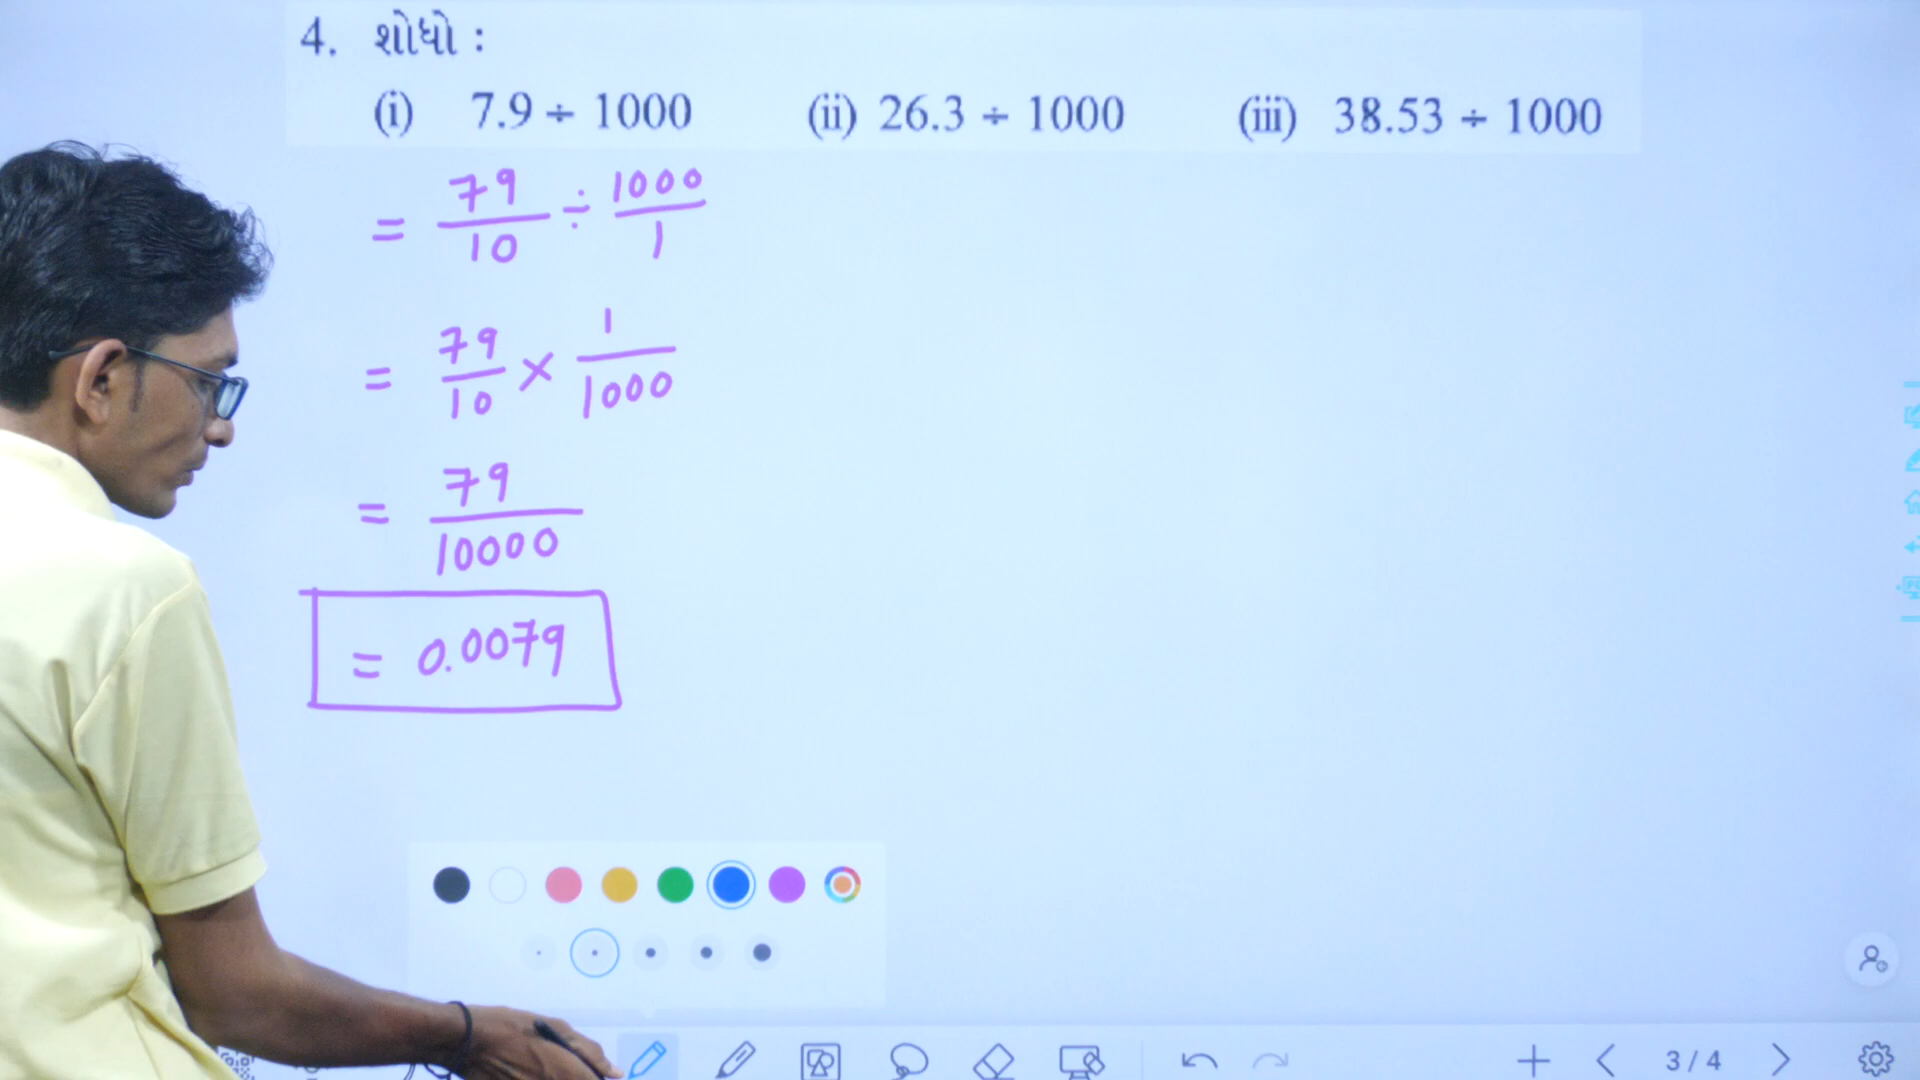 4. શોધો :
(i) 7.9 ÷ 1000 (ii) 26.3 ÷ 1000 (iii) 38.53 ÷ 1000
= 79/10 ÷ 1000/1
= 79/10 × 1/1000
= 79/10000
= 0.0079
3 / 4